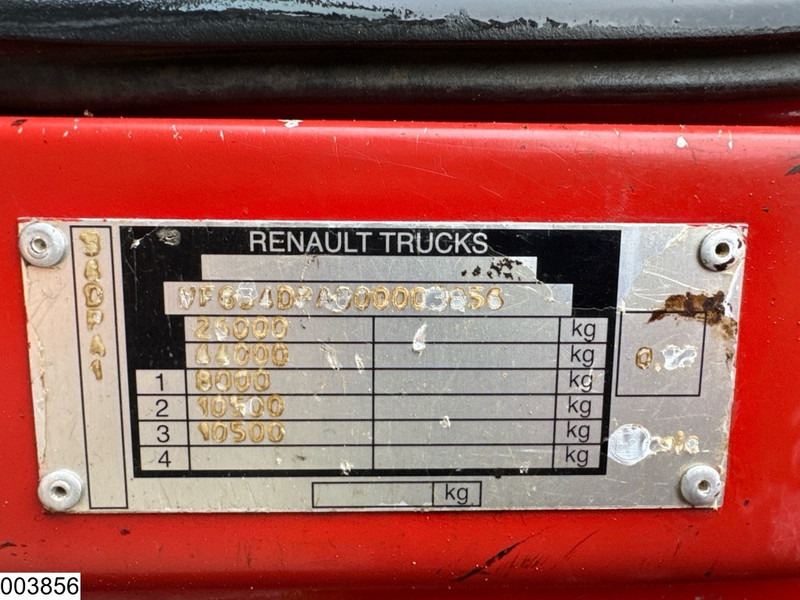 RENAULT TRUCKS
26000 kg
44000 kg
1 8000 kg
2 10500 kg
3 10500 kg
4 kg
kg
003856